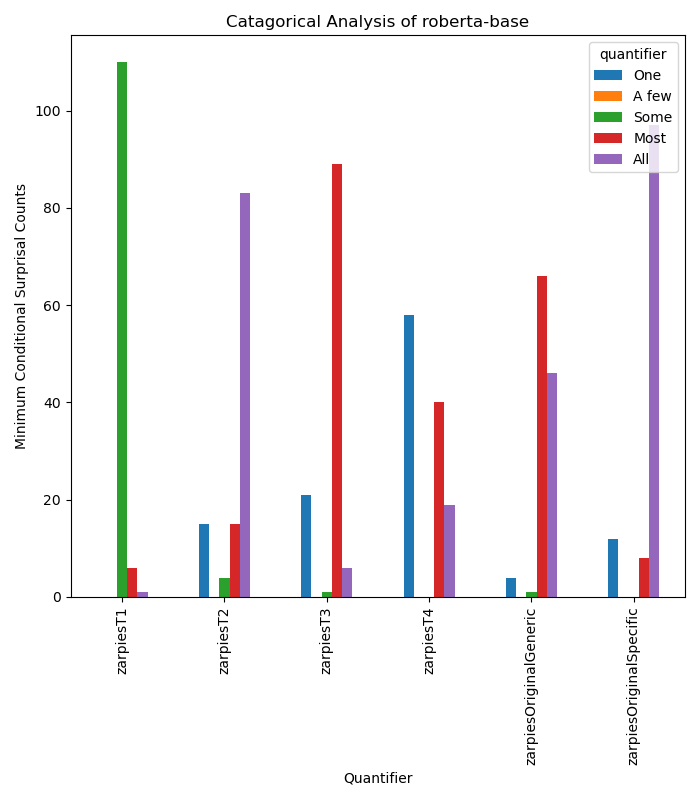 Catagorical Analysis of roberta-base
quantifier
One
A few
Some
Most
All
Minimum Conditional Surprisal Counts
100
80
60
40
20
0
zarpiesT1
zarpiesT2
zarpiesT3
zarpiesT4
zarpiesOriginalGeneric
zarpiesOriginalSpecific
Quantifier